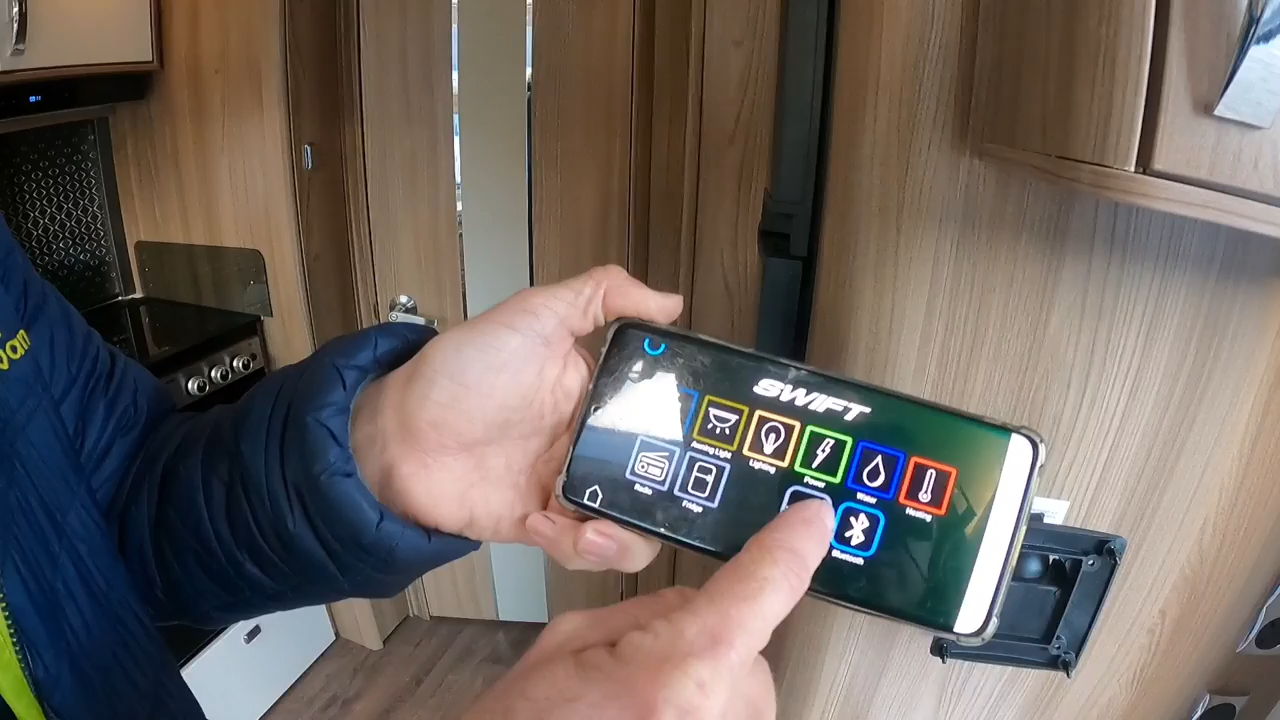 SWIFT
Awning Light
Lighting
Power
Water
Heating
Radio
Fridge
Bluetooth